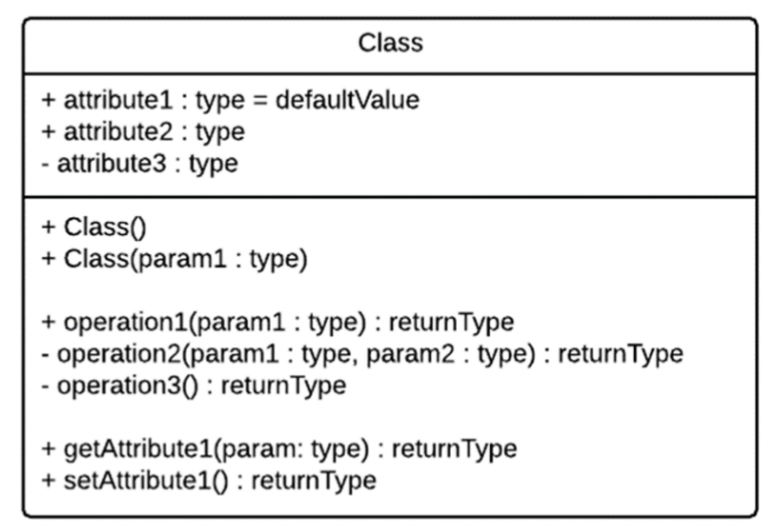 Class
+ attribute1 : type = defaultValue
+ attribute2 : type
- attribute3 : type
+ Class()
+ Class(param1 : type)
+ operation1(param1 : type) : returnType
- operation2(param1 : type, param2 : type) : returnType
- operation3() : returnType
+ getAttribute1(param: type) : returnType
+ setAttribute1() : returnType